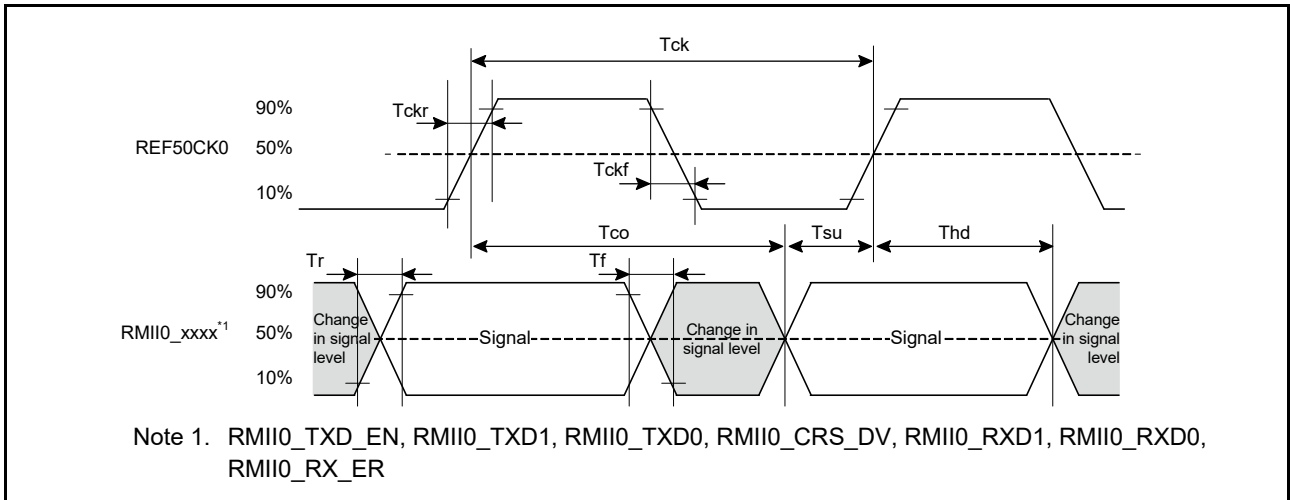 Tck
90%
Tckr
REF50CK0 50%
Tckf
10%
Tco Tsu Thd
Tr Tf
90%
RMII0_xxxx*1 50%
10%
Change in signal level
Signal
Change in signal level
Signal
Change in signal level
Note 1. RMII0_TXD_EN, RMII0_TXD1, RMII0_TXD0, RMII0_CRS_DV, RMII0_RXD1, RMII0_RXD0,
RMII0_RX_ER